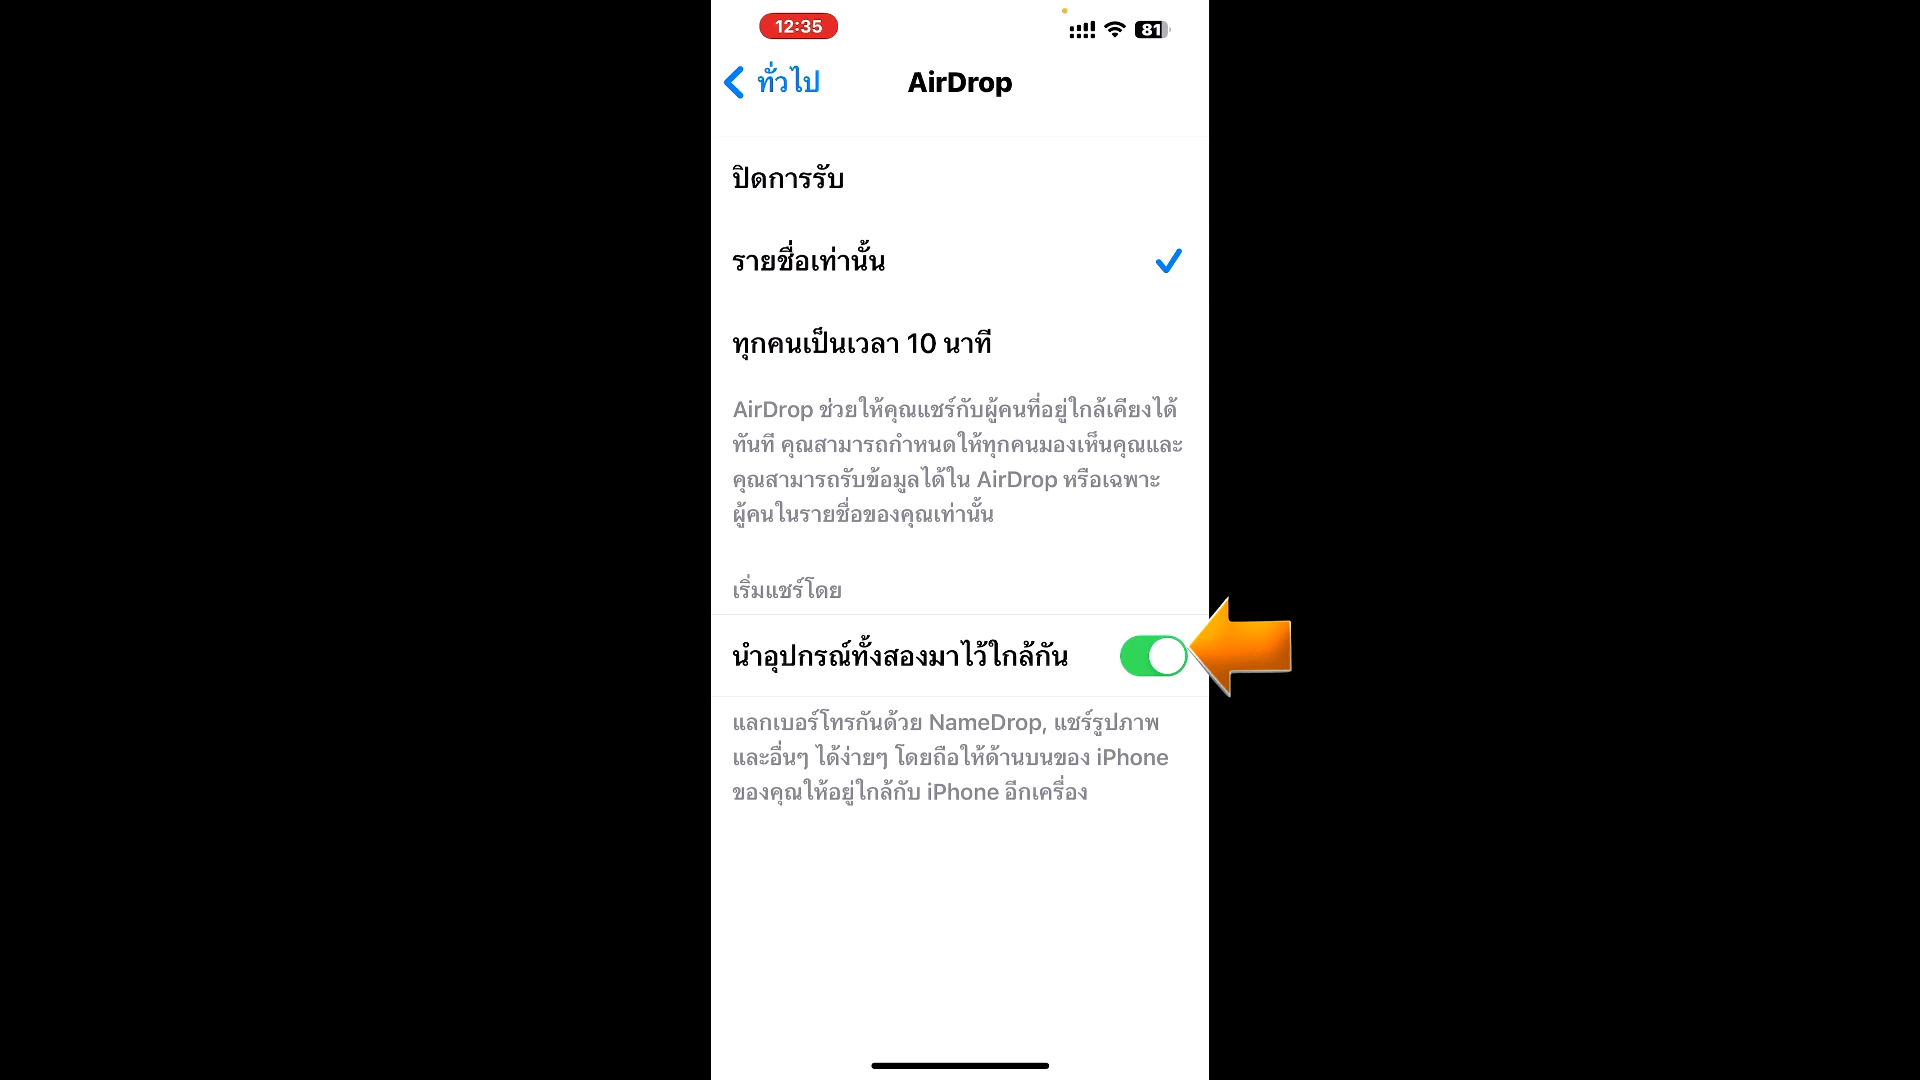 12:35
81
ทั่วไป
AirDrop
ปิดการรับ
รายชื่อเท่านั้น
ทุกคนเป็นเวลา 10 นาที
AirDrop ช่วยให้คุณแชร์กับผู้คนที่อยู่ใกล้เคียงได้
ทันที คุณสามารถกำหนดให้ทุกคนมองเห็นคุณและ
คุณสามารถรับข้อมูลได้ใน AirDrop หรือเฉพาะ
ผู้คนในรายชื่อของคุณเท่านั้น
เริ่มแชร์โดย
นำอุปกรณ์ทั้งสองมาไว้ใกล้กัน
แลกเบอร์โทรกันด้วย NameDrop, แชร์รูปภาพ
และอื่นๆ ได้ง่ายๆ โดยถือให้ด้านบนของ iPhone
ของคุณให้อยู่ใกล้กับ iPhone อีกเครื่อง